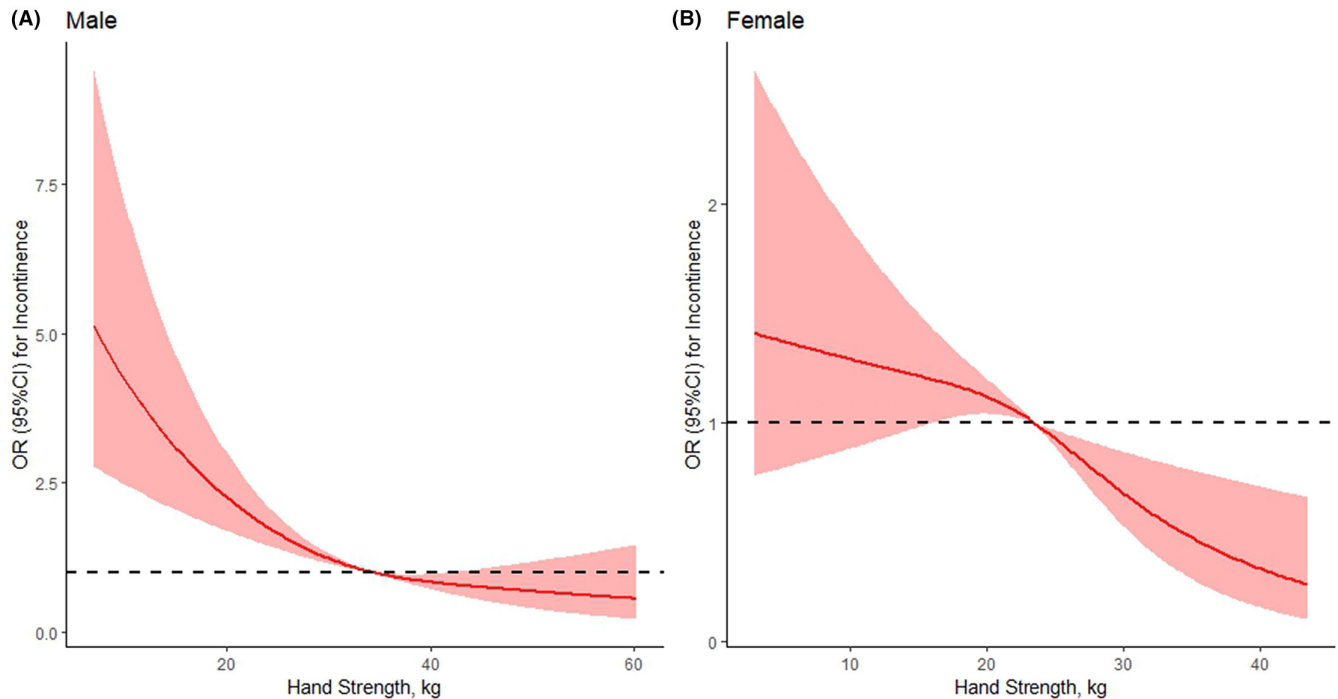 (A) Male
OR (95%CI) for Incontinence
7.5
5.0
2.5
0.0
20 40 60
Hand Strength, kg
(B) Female
OR (95%CI) for Incontinence
2
1
0
10 20 30 40
Hand Strength, kg